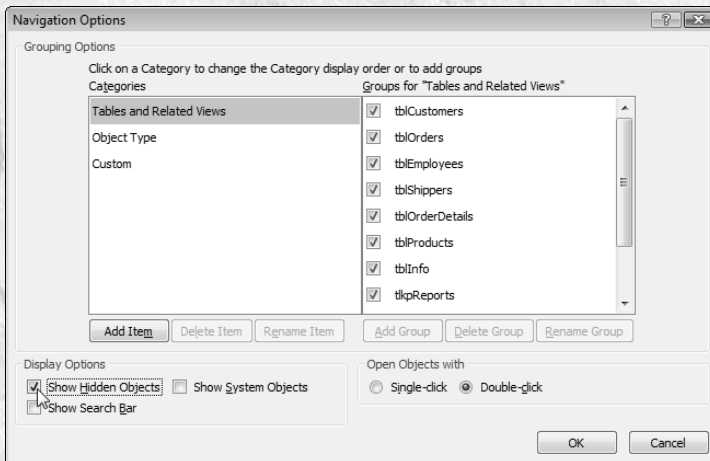 Navigation Options
Grouping Options
Click on a Category to change the Category display order or to add groups
Categories
Groups for "Tables and Related Views"
Tables and Related Views
Object Type
Custom
tblCustomers
tblOrders
tblEmployees
tblShippers
tblOrderDetails
tblProducts
tblInfo
tlkpReports
Add Item
Delete Item
Rename Item
Add Group
Delete Group
Rename Group
Display Options
Show Hidden Objects
Show System Objects
Show Search Bar
Open Objects with
Single-click
Double-click
OK
Cancel